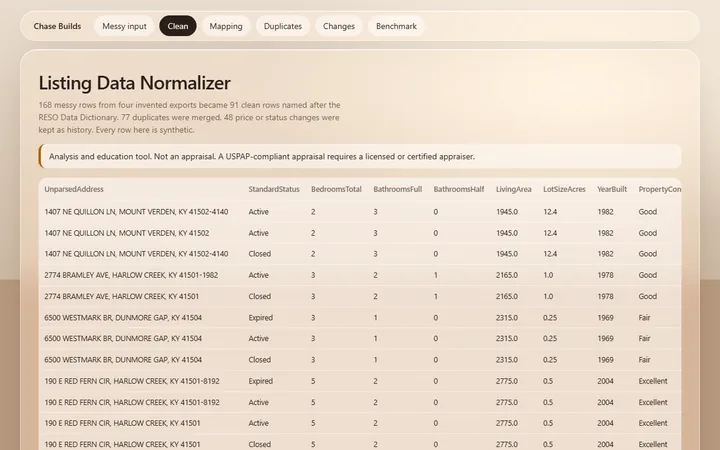 Chase Builds Messy input Clean Mapping Duplicates Changes Benchmark
Listing Data Normalizer
168 messy rows from four invented exports became 91 clean rows named after the
RESO Data Dictionary. 77 duplicates were merged. 48 price or status changes were
kept as history. Every row here is synthetic.
Analysis and education tool. Not an appraisal. A USPAP-compliant appraisal requires a licensed or certified appraiser.
UnparsedAddress StandardStatus BedroomsTotal BathroomsFull BathroomsHalf LivingArea LotSizeAcres YearBuilt PropertyCon
1407 NE QUILLON LN, MOUNT VERDEN, KY 41502-4140 Active 2 3 0 1945.0 12.4 1982 Good
1407 NE QUILLON LN, MOUNT VERDEN, KY 41502 Active 2 3 0 1945.0 12.4 1982 Good
1407 NE QUILLON LN, MOUNT VERDEN, KY 41502-4140 Closed 2 3 0 1945.0 12.4 1982 Good
2774 BRAMLEY AVE, HARLOW CREEK, KY 41501-1982 Active 3 2 1 2165.0 1.0 1978 Good
2774 BRAMLEY AVE, HARLOW CREEK, KY 41501 Closed 3 2 1 2165.0 1.0 1978 Good
6500 WESTMARK BR, DUNMORE GAP, KY 41504 Expired 3 1 0 2315.0 0.25 1969 Fair
6500 WESTMARK BR, DUNMORE GAP, KY 41504 Active 3 1 0 2315.0 0.25 1969 Fair
6500 WESTMARK BR, DUNMORE GAP, KY 41504 Closed 3 1 0 2315.0 0.25 1969 Fair
190 E RED FERN CIR, HARLOW CREEK, KY 41501-8192 Expired 5 2 0 2775.0 0.5 2004 Excellent
190 E RED FERN CIR, HARLOW CREEK, KY 41501-8192 Active 5 2 0 2775.0 0.5 2004 Excellent
190 E RED FERN CIR, HARLOW CREEK, KY 41501 Active 5 2 0 2775.0 0.5 2004 Excellent
190 E RED FERN CIR, HARLOW CREEK, KY 41501 Closed 5 2 0 2775.0 0.5 2004 Excellent